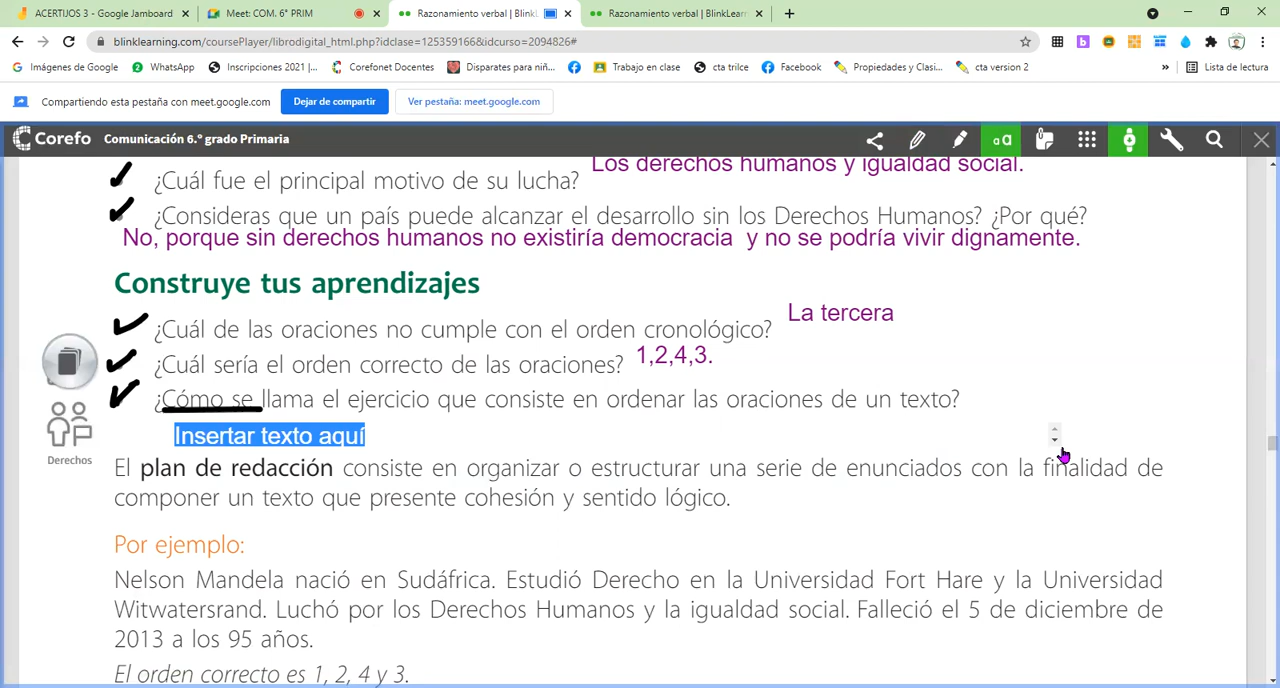 ACERTIJOS 3 - Google Jamboard
Meet: COM. 6° PRIM
Razonamiento verbal | Blinkl
Razonamiento verbal | BlinkLear
blinklearning.com/coursePlayer/librodigital_html.php?idclase=125359166&idcurso=2094826#
Imágenes de Google
WhatsApp
Inscripciones 2021 |...
Corefonet Docentes
Disparates para niñ...
Trabajo en clase
cta trilce
Facebook
Propiedades y Clasi...
cta version 2
»
Lista de lectura
Compartiendo esta pestaña con meet.google.com
Dejar de compartir
Ver pestaña: meet.google.com
Corefo
Comunicación 6.º grado Primaria
aA
Los derechos humanos y igualdad social.
¿Cuál fue el principal motivo de su lucha?
¿Consideras que un país puede alcanzar el desarrollo sin los Derechos Humanos? ¿Por qué?
No, porque sin derechos humanos no existiría democracia y no se podría vivir dignamente.
Construye tus aprendizajes
La tercera
¿Cuál de las oraciones no cumple con el orden cronológico?
¿Cuál sería el orden correcto de las oraciones? 1,2,4,3.
¿Cómo se llama el ejercicio que consiste en ordenar las oraciones de un texto?
Derechos
Insertar texto aquí
El plan de redacción consiste en organizar o estructurar una serie de enunciados con la finalidad de
componer un texto que presente cohesión y sentido lógico.
Por ejemplo:
Nelson Mandela nació en Sudáfrica. Estudió Derecho en la Universidad Fort Hare y la Universidad
Witwatersrand. Luchó por los Derechos Humanos y la igualdad social. Falleció el 5 de diciembre de
2013 a los 95 años.
El orden correcto es 1, 2, 4 y 3.